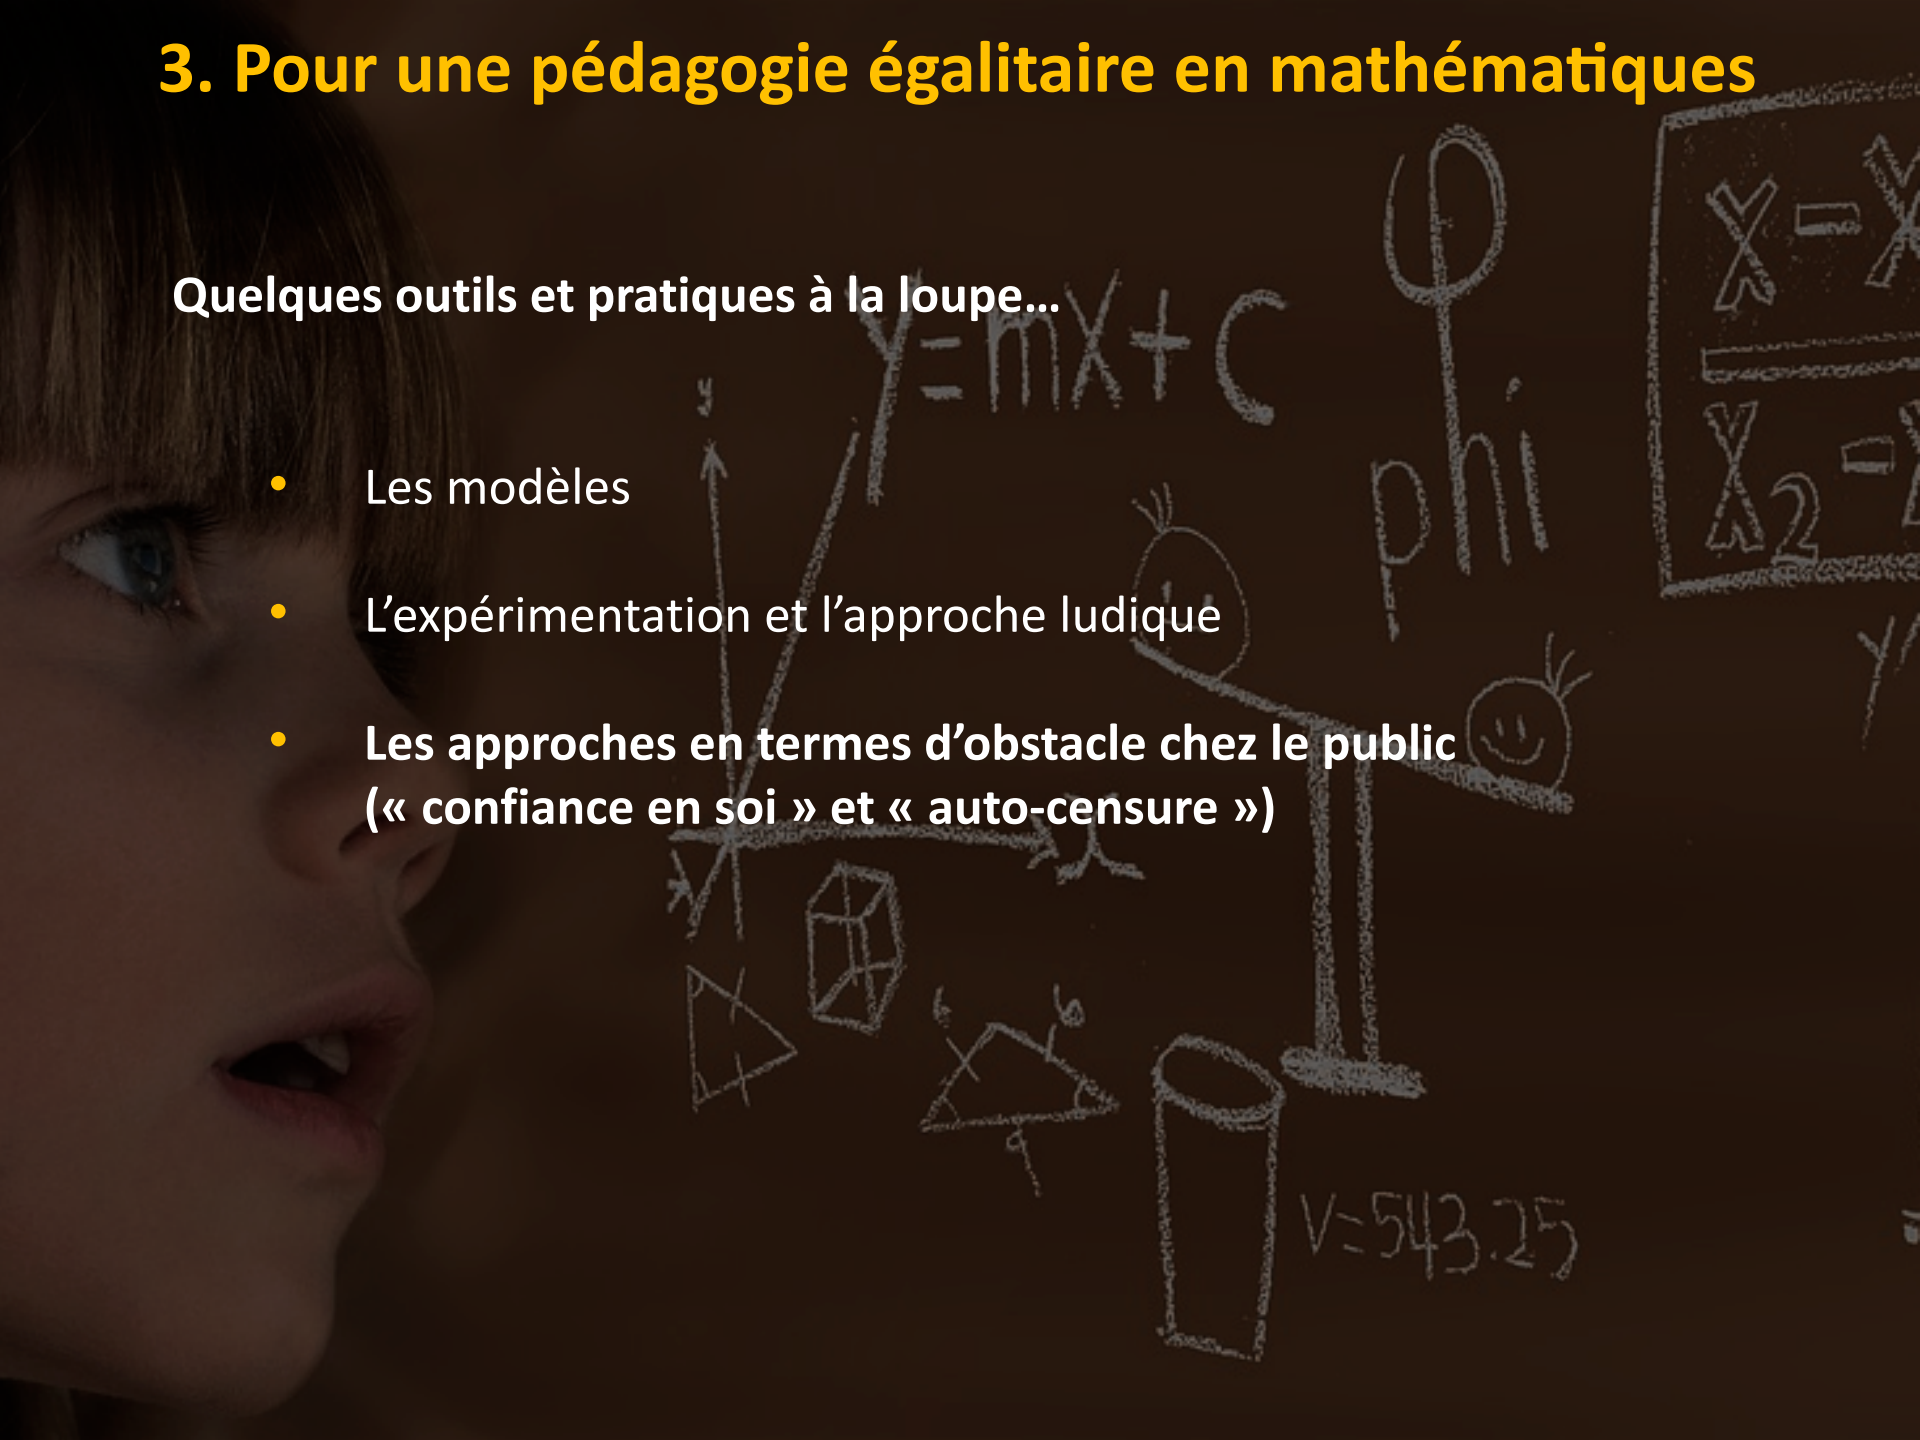 3. Pour une pédagogie égalitaire en mathématiques
Quelques outils et pratiques à la loupe…
y=mx+c
phi
X-X
X2-X
y
• Les modèles
• L’expérimentation et l’approche ludique
• Les approches en termes d’obstacle chez le public
(« confiance en soi » et « auto-censure »)
x
b
b
a
V=543.25